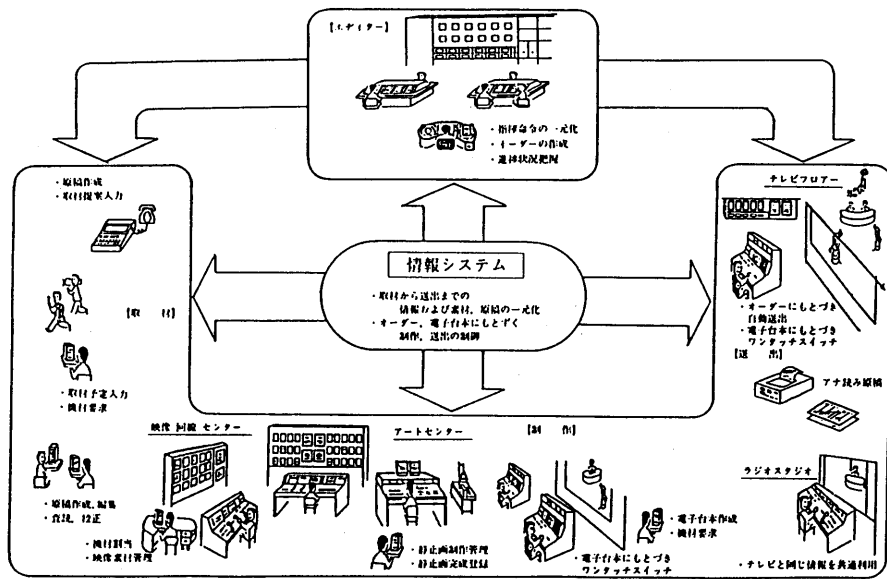 【エディター】
・指揮命令の一元化
・オーダーの作成
・進捗状況把握
・原稿作成
・取材提案入力
【取 材】
・取材予定入力
・機材要求
・原稿作成, 編集
・査読, 校正
情報システム
・取材から送出までの
情報および素材, 原稿の一元化
・オーダー, 電子台本にもとずく
制作, 送出の制御
テレビフロアー
・オーダーにもとづき
自動送出
・電子台本にもとづき
ワンタッチスイッチ
【送 出】
アナ読み原稿
映像 回線 センター
・機材割当
・映像素材管理
アートセンター
・静止画制作管理
・静止画完成登録
【制 作】
・電子台本にもとづき
ワンタッチスイッチ
・電子台本作成
・機材要求
ラジオスタジオ
・テレビと同じ情報を共通利用